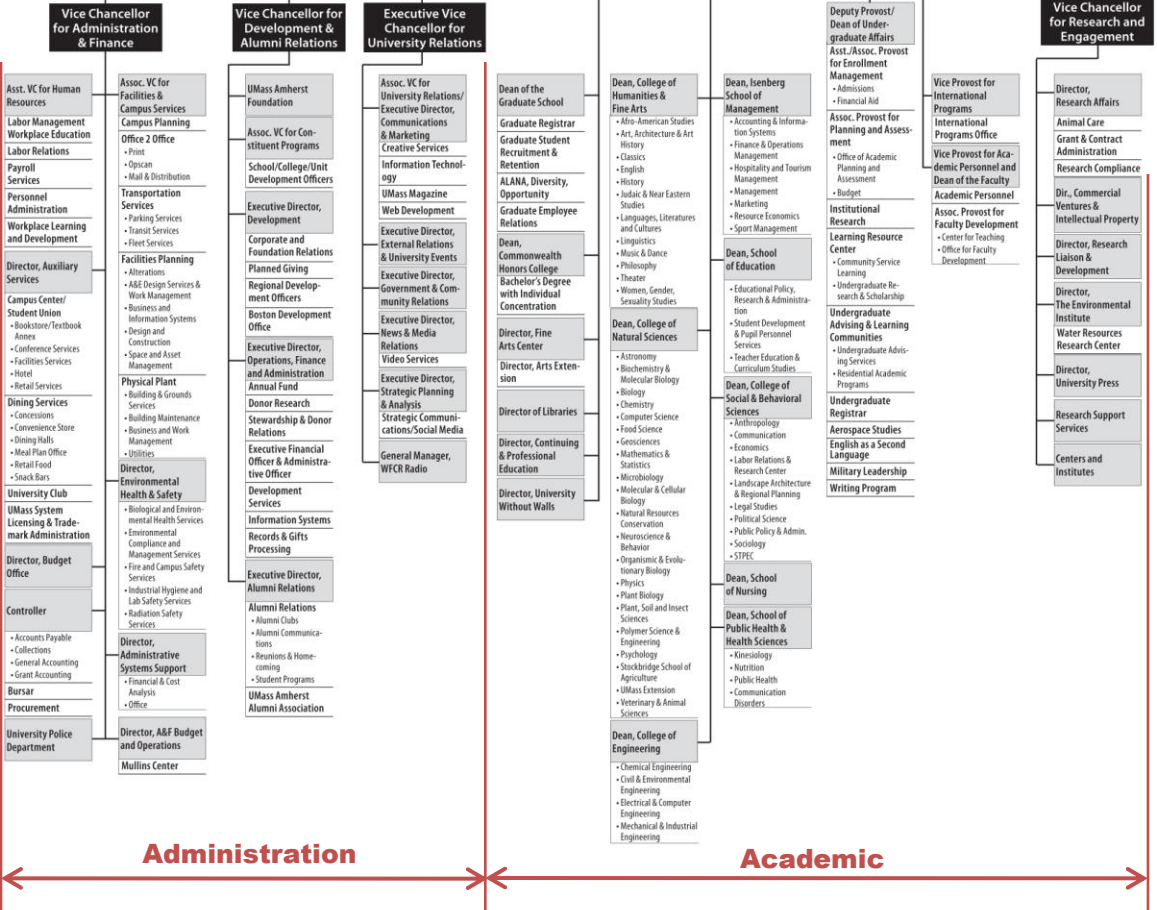 Vice Chancellor
for Administration
& Finance
Asst. VC for Human
Resources
Labor Management
Workplace Education
Labor Relations
Payroll
Services
Personnel
Administration
Workplace Learning
and Development
Director, Auxiliary
Services
Campus Center/
Student Union
• Bookstore/Textbook
Annex
• Conference Services
• Facilities Services
• Hotel
• Retail Services
Dining Services
• Concessions
• Convenience Store
• Dining Halls
• Meal Plan Office
• Retail Food
• Snack Bars
University Club
UMass System
Licensing & Trade-
mark Administration
Director, Budget
Office
Controller
• Accounts Payable
• Collections
• General Accounting
• Grant Accounting
Bursar
Procurement
University Police
Department
Assoc. VC for
Facilities &
Campus Services
Campus Planning
Office 2 Office
• Print
• Opscan
• Mail & Distribution
Transportation
Services
• Parking Services
• Transit Services
• Fleet Services
Facilities Planning
• Alterations
• A&E Design Services &
Work Management
• Business and
Information Systems
• Design and
Construction
• Space and Asset
Management
Physical Plant
• Building & Grounds
Services
• Building Maintenance
• Business and Work
Management
• Utilities
Director,
Environmental
Health & Safety
• Biological and Environ-
mental Health Services
• Environmental
Compliance and
Management Services
• Fire and Campus Safety
Services
• Industrial Hygiene and
Lab Safety Services
• Radiation Safety
Services
Director,
Administrative
Systems Support
• Financial & Cost
Analysis
• Office
Director, A&F Budget
and Operations
Mullins Center
Vice Chancellor for
Development &
Alumni Relations
UMass Amherst
Foundation
Assoc. VC for Con-
stituent Programs
School/College/Unit
Development Officers
Executive Director,
Development
Corporate and
Foundation Relations
Planned Giving
Regional Develop-
ment Officers
Boston Development
Office
Executive Director,
Operations, Finance
and Administration
Annual Fund
Donor Research
Stewardship & Donor
Relations
Executive Financial
Officer & Administra-
tive Officer
Development
Services
Information Systems
Records & Gifts
Processing
Executive Director,
Alumni Relations
Alumni Relations
• Alumni Clubs
• Alumni Communica-
tions
• Reunions & Home-
coming
• Student Programs
UMass Amherst
Alumni Association
Executive Vice
Chancellor for
University Relations
Assoc. VC for
University Relations/
Executive Director,
Communications
& Marketing
Creative Services
Information Technol-
ogy
UMass Magazine
Web Development
Executive Director,
External Relations
& University Events
Executive Director,
Government & Com-
munity Relations
Executive Director,
News & Media
Relations
Video Services
Executive Director,
Strategic Planning
& Analysis
Strategic Communi-
cations/Social Media
General Manager,
WFCR Radio
Dean of the
Graduate School
Graduate Registrar
Graduate Student
Recruitment &
Retention
ALANA, Diversity,
Opportunity
Graduate Employee
Relations
Dean,
Commonwealth
Honors College
Bachelor's Degree
with Individual
Concentration
Director, Fine
Arts Center
Director, Arts Exten-
sion
Director of Libraries
Director, Continuing
& Professional
Education
Director, University
Without Walls
Dean, College of
Humanities &
Fine Arts
• Afro-American Studies
• Art, Architecture & Art
History
• Classics
• English
• History
• Judaic & Near Eastern
Studies
• Languages, Literatures
and Cultures
• Linguistics
• Music & Dance
• Philosophy
• Theater
• Women, Gender,
Sexuality Studies
Dean, College of
Natural Sciences
• Astronomy
• Biochemistry &
Molecular Biology
• Biology
• Chemistry
• Computer Science
• Food Science
• Geosciences
• Mathematics &
Statistics
• Microbiology
• Molecular & Cellular
Biology
• Natural Resources
Conservation
• Neuroscience &
Behavior
• Organismic & Evolu-
tionary Biology
• Physics
• Plant Biology
• Plant, Soil and Insect
Sciences
• Polymer Science &
Engineering
• Psychology
• Stockbridge School of
Agriculture
• UMass Extension
• Veterinary & Animal
Sciences
Dean, College of
Engineering
• Chemical Engineering
• Civil & Environmental
Engineering
• Electrical & Computer
Engineering
• Mechanical & Industrial
Engineering
Dean, Isenberg
School of
Management
• Accounting & Informa-
tion Systems
• Finance & Operations
Management
• Hospitality and Tourism
Management
• Management
• Marketing
• Resource Economics
• Sport Management
Dean, School
of Education
• Educational Policy,
Research & Administra-
tion
• Student Development
& Pupil Personnel
Services
• Teacher Education &
Curriculum Studies
Dean, College of
Social & Behavioral
Sciences
• Anthropology
• Communication
• Economics
• Labor Relations &
Research Center
• Landscape Architecture
& Regional Planning
• Legal Studies
• Political Science
• Public Policy & Admin.
• Sociology
• STPEC
Dean, School
of Nursing
Dean, School of
Public Health &
Health Sciences
• Kinesiology
• Nutrition
• Public Health
• Communication
Disorders
Deputy Provost/
Dean of Under-
graduate Affairs
Asst./Assoc. Provost
for Enrollment
Management
• Admissions
• Financial Aid
Assoc. Provost for
Planning and Assess-
ment
• Office of Academic
Planning and
Assessment
• Budget
Institutional
Research
Learning Resource
Center
• Community Service
Learning
• Undergraduate Re-
search & Scholarship
Undergraduate
Advising & Learning
Communities
• Undergraduate Advis-
ing Services
• Residential Academic
Programs
Undergraduate
Registrar
Aerospace Studies
English as a Second
Language
Military Leadership
Writing Program
Vice Provost for
International
Programs
International
Programs Office
Vice Provost for Aca-
demic Personnel and
Dean of the Faculty
Academic Personnel
Assoc. Provost for
Faculty Development
• Center for Teaching
• Office for Faculty
Development
Vice Chancellor
for Research and
Engagement
Director,
Research Affairs
Animal Care
Grant & Contract
Administration
Research Compliance
Dir., Commercial
Ventures &
Intellectual Property
Director, Research
Liaison &
Development
Director,
The Environmental
Institute
Water Resources
Research Center
Director,
University Press
Research Support
Services
Centers and
Institutes
Administration
Academic